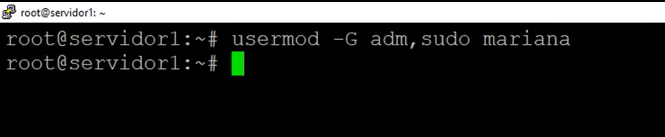 root@servidor1: ~
root@servidor1:~# usermod -G adm,sudo mariana
root@servidor1:~#